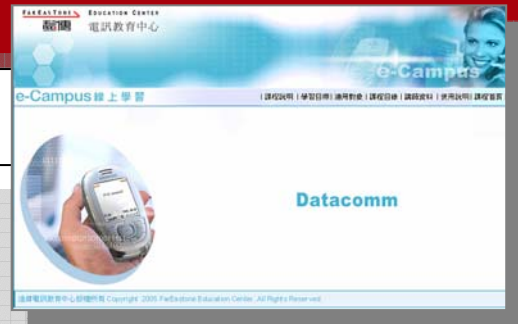 FAREASTONE EDUCATION CENTER
遠傳 電訊教育中心
e-Campus
e-Campus 線上學習
| 課程說明 | 學習目標 | 適用對象 | 課程目錄 | 講師資料 | 使用說明 | 課程首頁
Datacomm
遠傳電訊教育中心版權所有 Copyright 2005 FarEastone Education Center .All Rights Reserved.